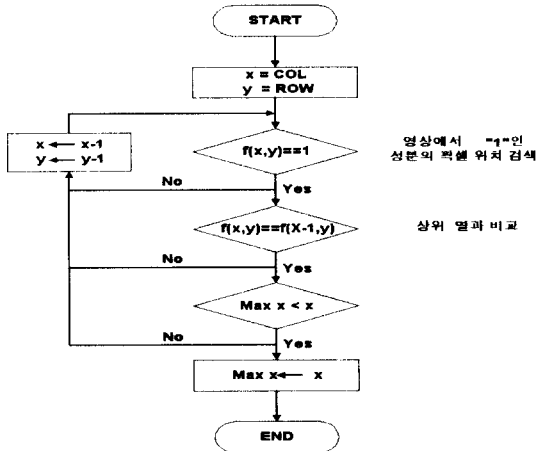 START
x = COL
y = ROW
x ← x-1
y ← y-1
f(x,y)==1
영상에서 "1"인
성분의 픽셀 위치 검색
No
Yes
f(x,y)==f(X-1,y)
상위 열과 비교
No
Yes
Max x < x
No
Yes
Max x ← x
END